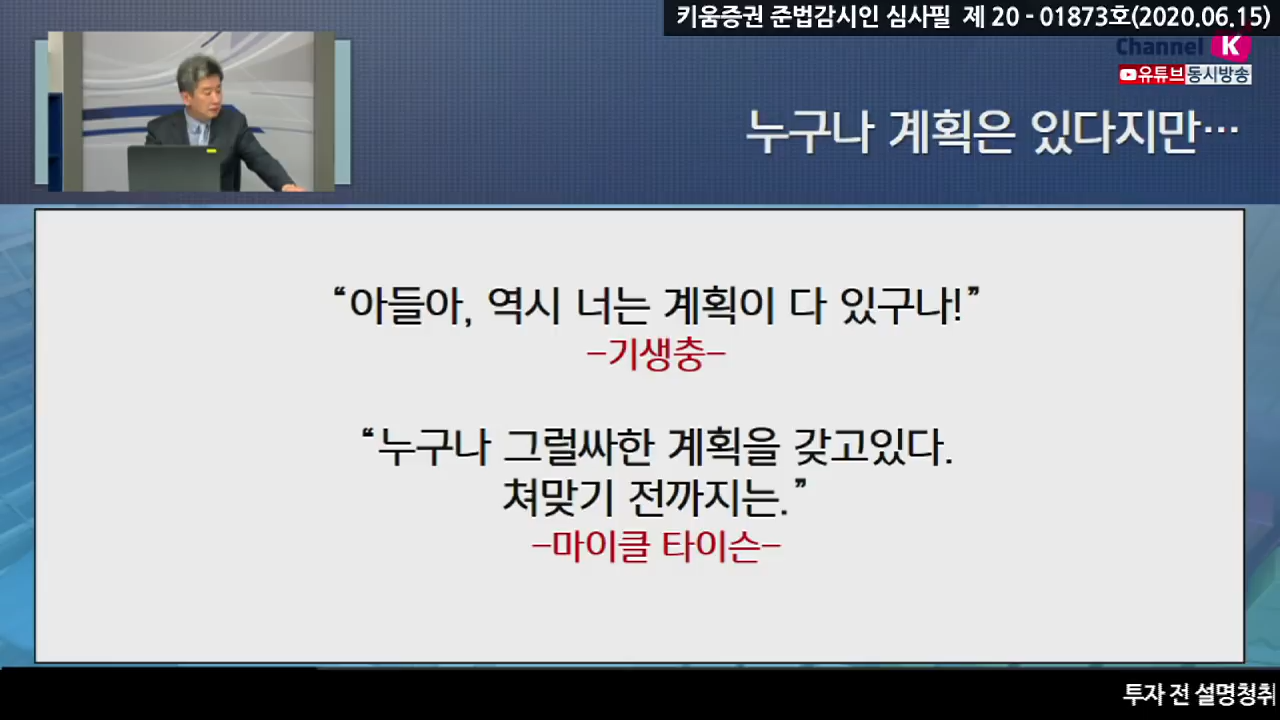 키움증권 준법감시인 심사필 제 20 - 01873호(2020.06.15)
Channel K
유튜브동시방송
누구나 계획은 있다지만…
“아들아, 역시 너는 계획이 다 있구나!”
-기생충-
“누구나 그럴싸한 계획을 갖고있다.
쳐맞기 전까지는.”
-마이클 타이슨-
투자 전 설명청취